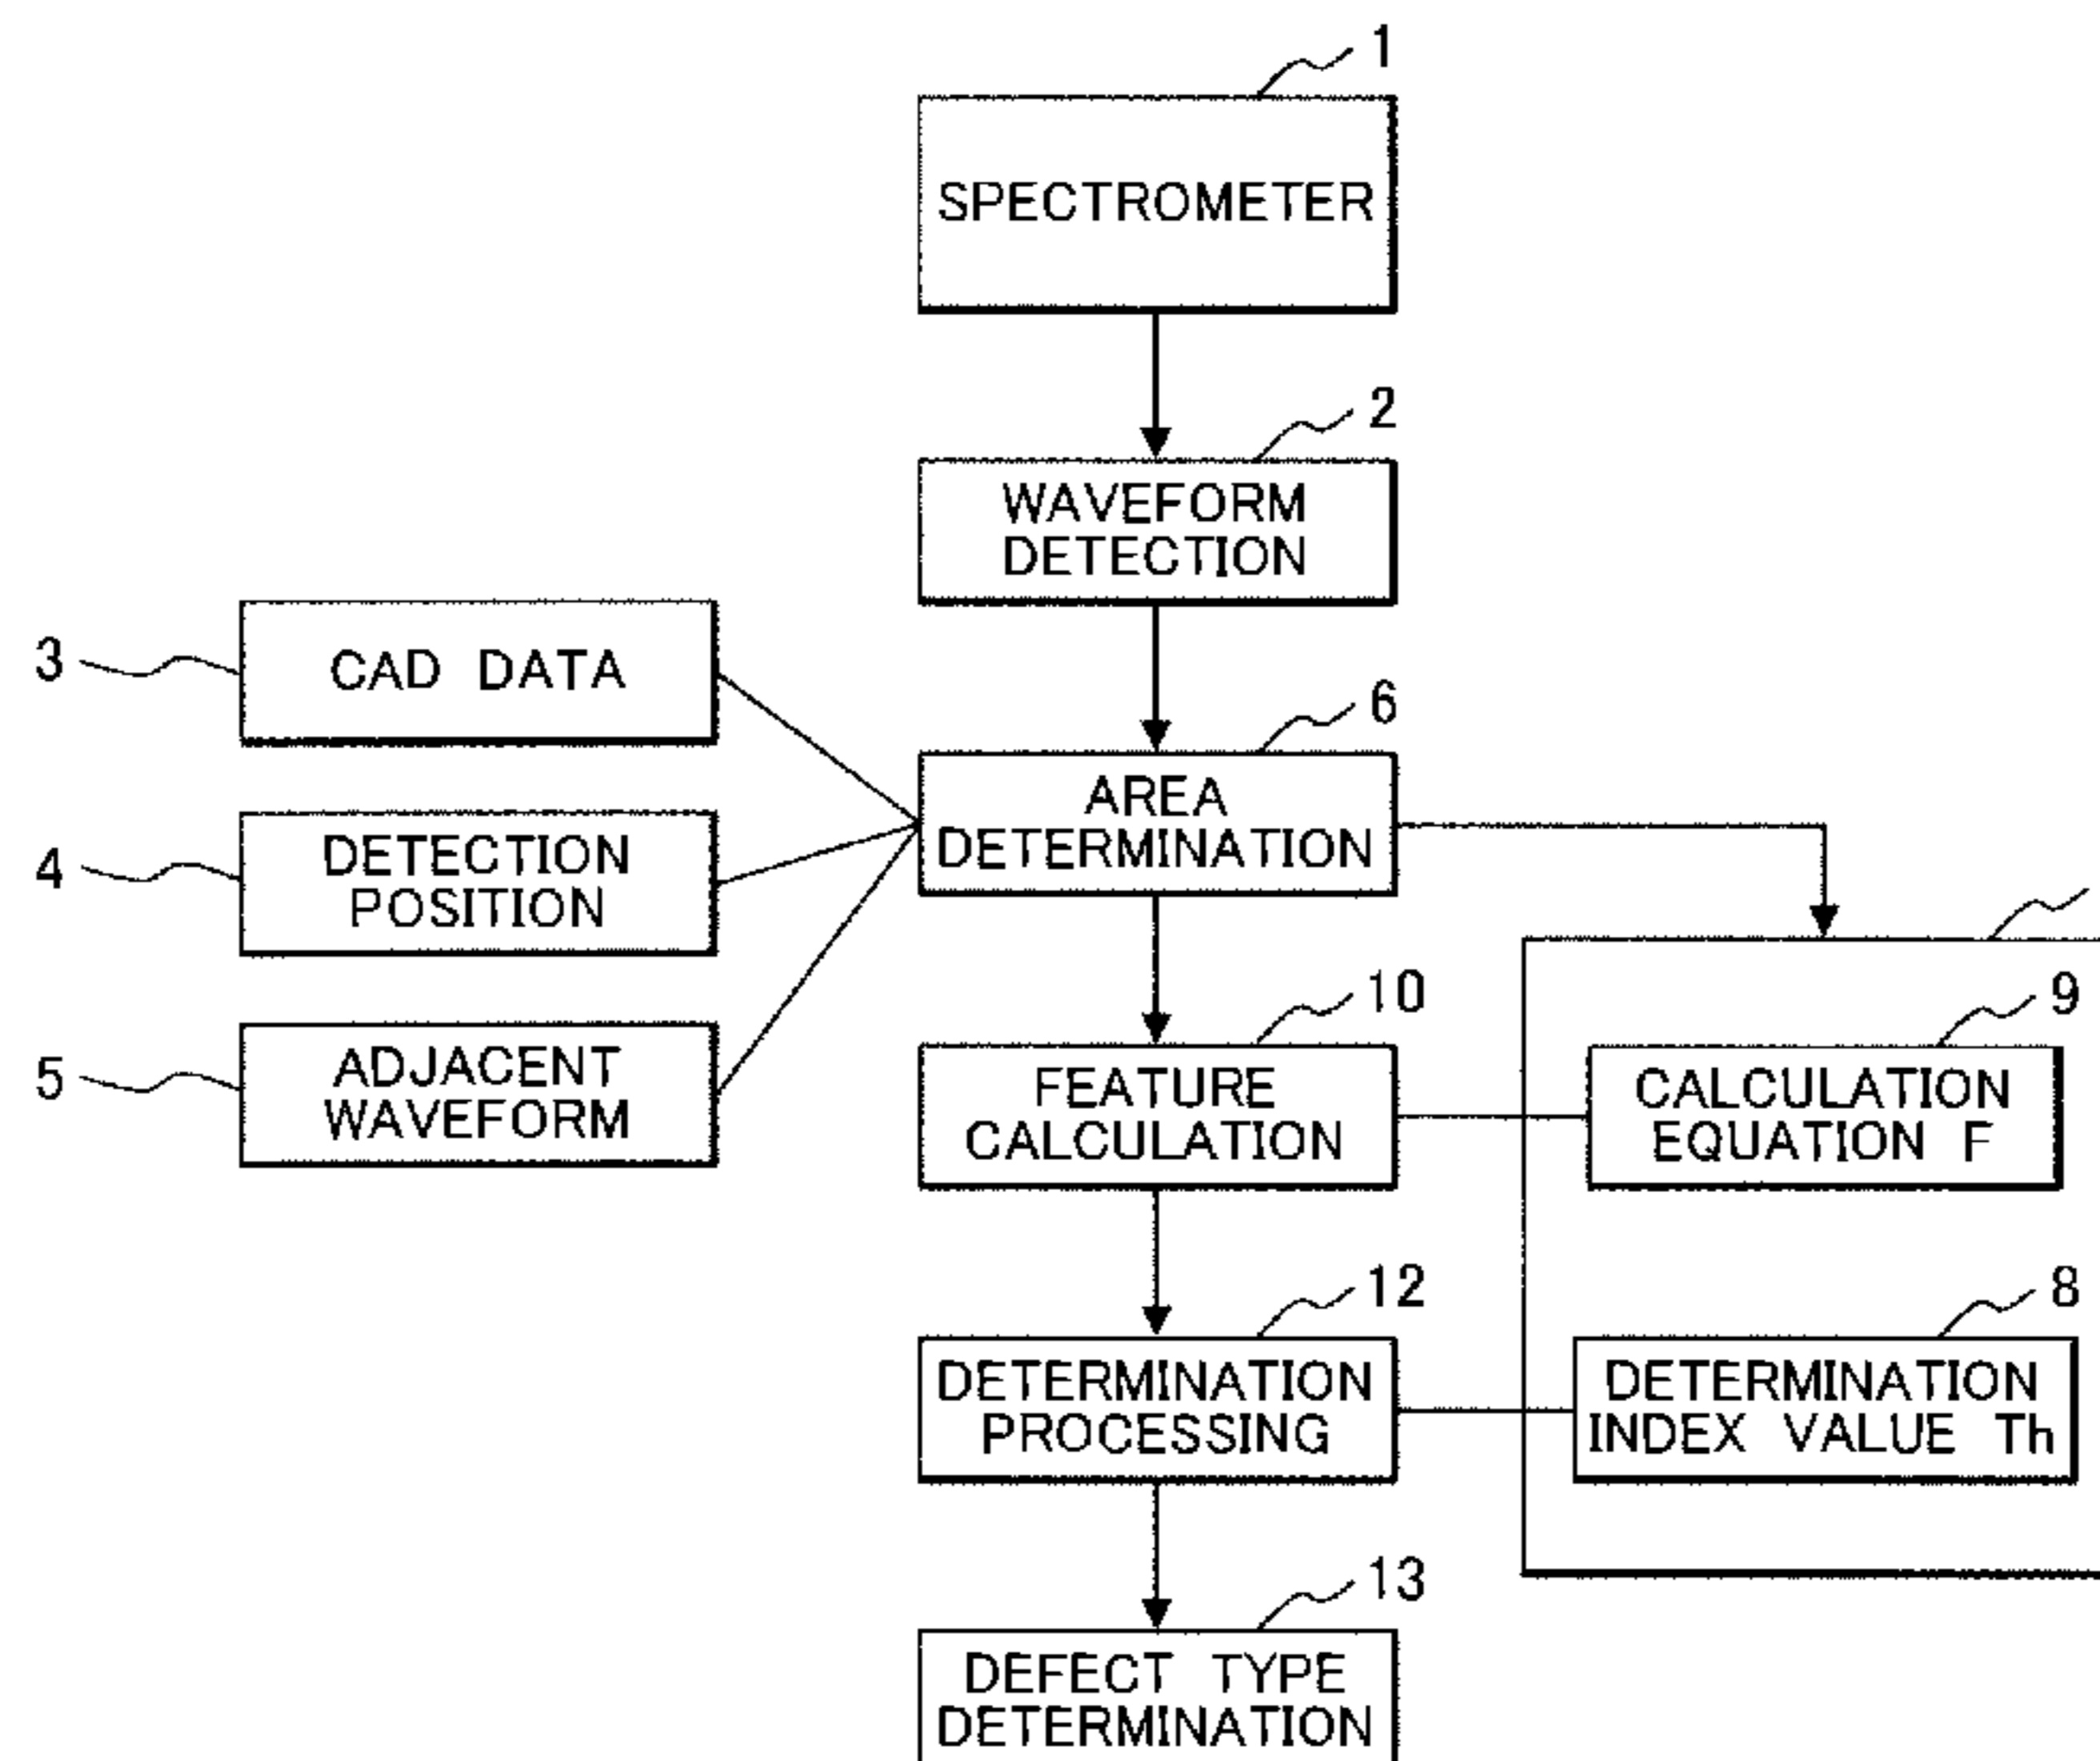 1
SPECTROMETER
2
WAVEFORM
DETECTION
3
CAD DATA
6
AREA
DETERMINATION
4
DETECTION
POSITION
5
ADJACENT
WAVEFORM
10
FEATURE
CALCULATION
9
CALCULATION
EQUATION F
12
DETERMINATION
PROCESSING
8
DETERMINATION
INDEX VALUE Th
13
DEFECT TYPE
DETERMINATION